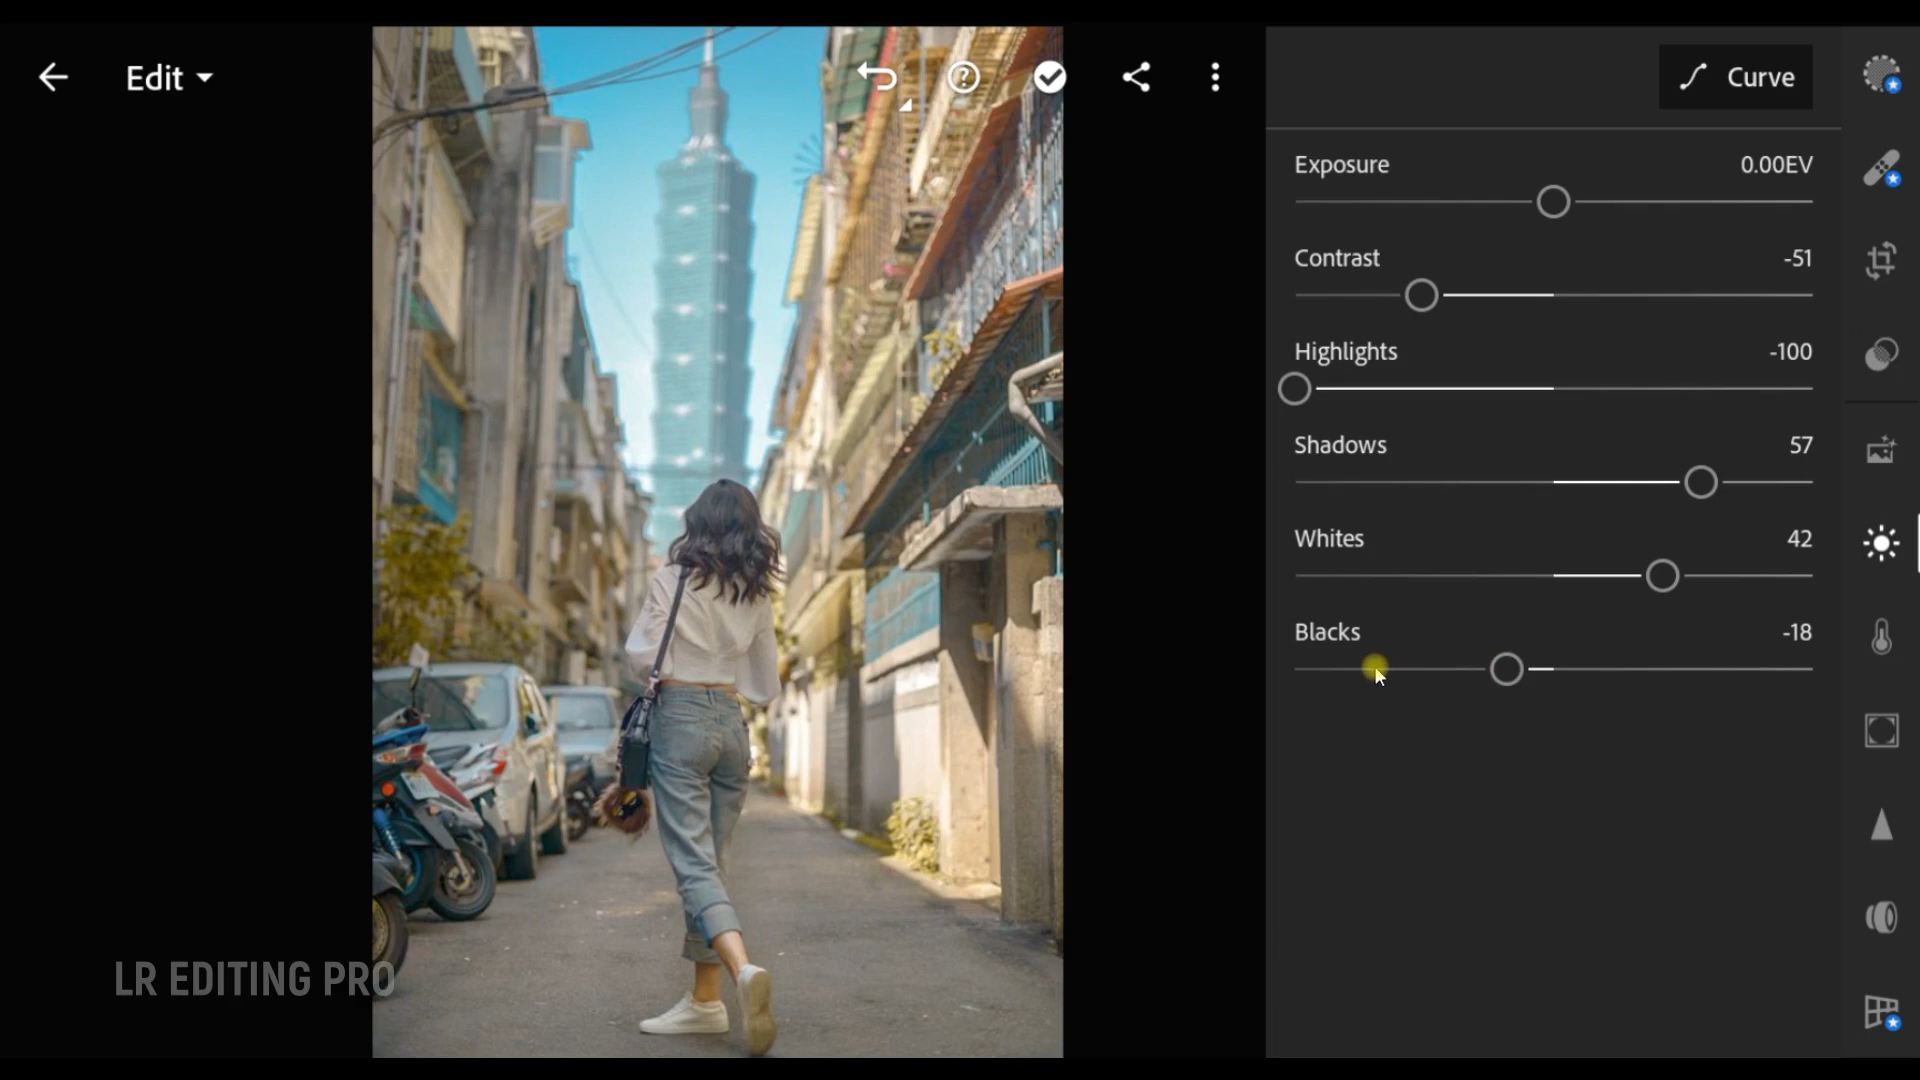 Edit
Curve
Exposure 0.00EV
Contrast -51
Highlights -100
Shadows 57
Whites 42
Blacks -18
LR EDITING PRO